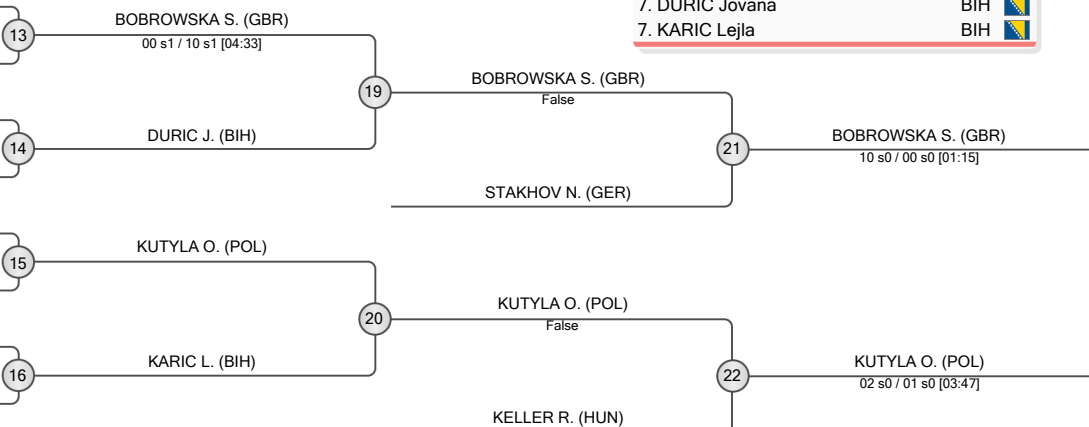 7. DURIC Jovana BIH
7. KARIC Lejla BIH
BOBROWSKA S. (GBR)
13
00 s1 / 10 s1 [04:33]
19
BOBROWSKA S. (GBR)
False
14
DURIC J. (BIH)
21
BOBROWSKA S. (GBR)
10 s0 / 00 s0 [01:15]
STAKHOV N. (GER)
15
KUTYLA O. (POL)
20
KUTYLA O. (POL)
False
16
KARIC L. (BIH)
22
KUTYLA O. (POL)
02 s0 / 01 s0 [03:47]
KELLER R. (HUN)